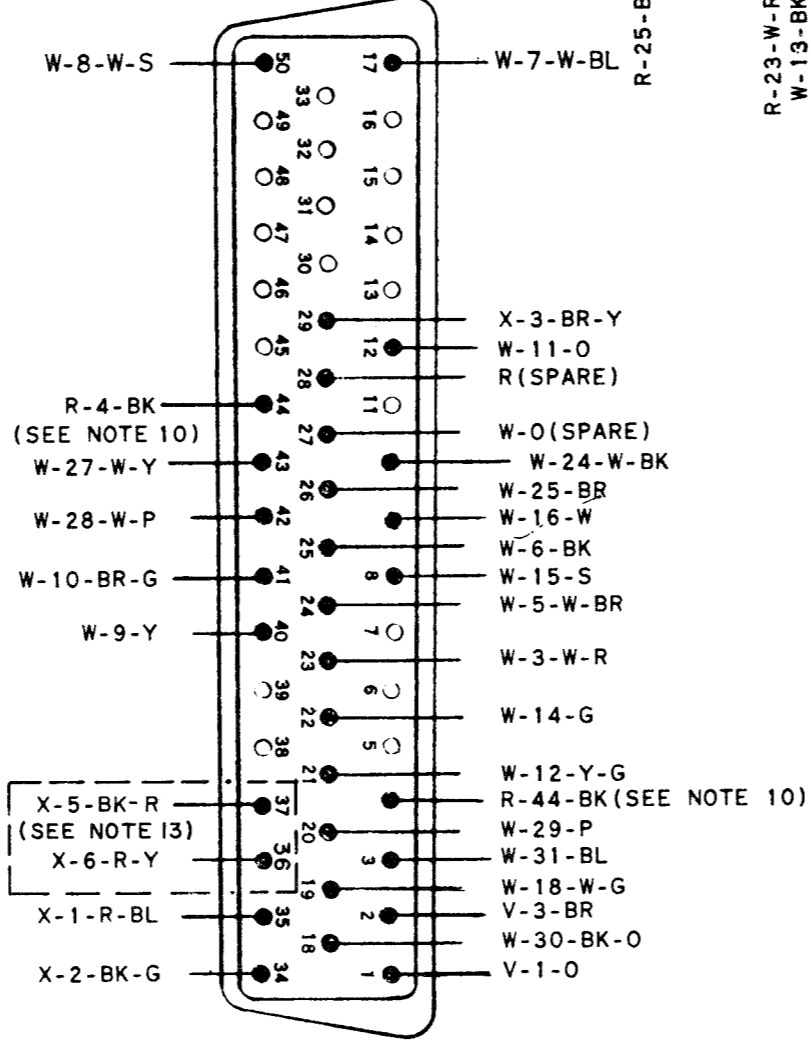 R-25-B
R-23-W-R
W-13-BK
W-8-W-S
50
17
W-7-W-BL
33
49
16
32
48
15
31
47
14
30
46
13
29
X-3-BR-Y
45
12
W-11-O
28
R(SPARE)
R-4-BK
44
11
(SEE NOTE 10)
27
W-O(SPARE)
W-27-W-Y
43
W-24-W-BK
26
W-25-BR
W-28-W-P
42
W-16-W
25
W-6-BK
W-10-BR-G
41
8
W-15-S
24
W-5-W-BR
W-9-Y
40
7
23
W-3-W-R
39
6
22
W-14-G
38
5
21
W-12-Y-G
X-5-BK-R
37
R-44-BK(SEE NOTE 10)
(SEE NOTE 13)
20
W-29-P
X-6-R-Y
36
3
W-31-BL
19
W-18-W-G
X-1-R-BL
35
2
V-3-BR
18
W-30-BK-O
X-2-BK-G
34
1
V-1-O